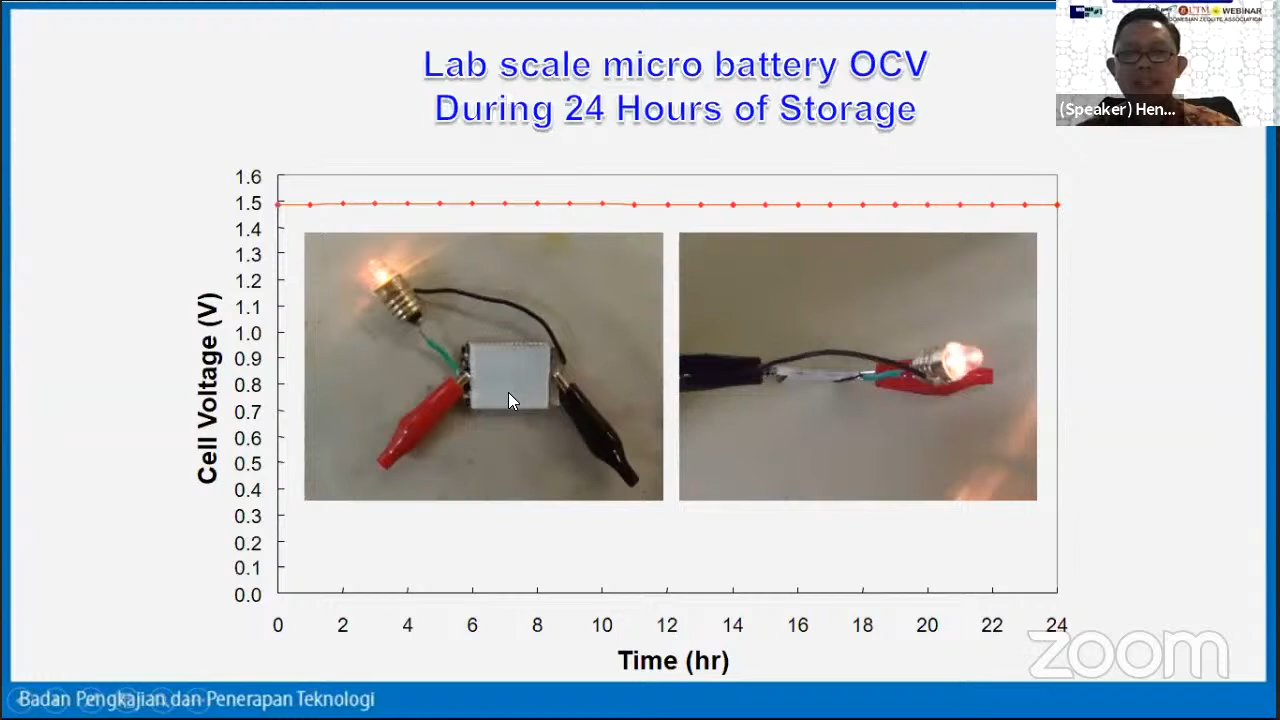 Lab scale micro battery OCV
During 24 Hours of Storage
UTM
WEBINAR
(Speaker) Hen...
1.6
1.5
1.4
1.3
1.2
1.1
1.0
0.9
0.8
0.7
0.6
0.5
0.4
0.3
0.2
0.1
0.0
Cell Voltage (V)
0 2 4 6 8 10 12 14 16 18 20 22 24
Time (hr)
zoom
Badan Pengkajian dan Penerapan Teknologi